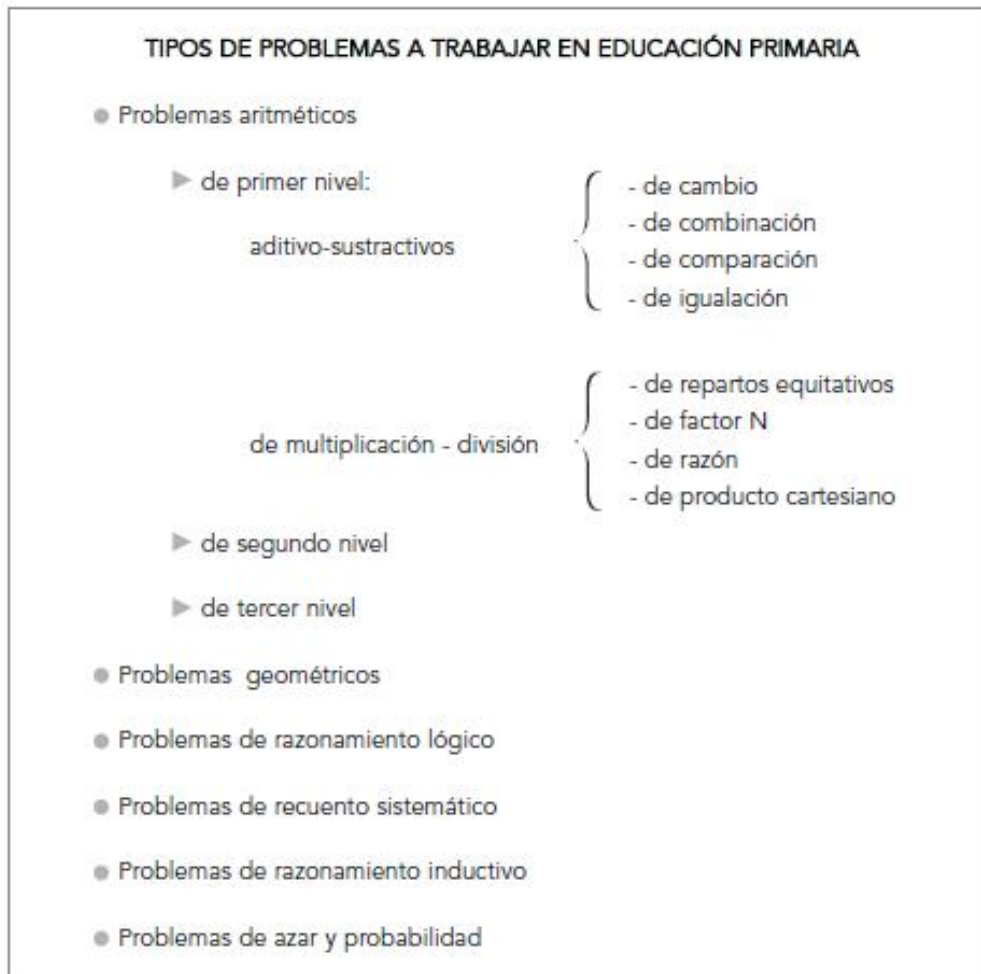 TIPOS DE PROBLEMAS A TRABAJAR EN EDUCACIÓN PRIMARIA
● Problemas aritméticos
► de primer nivel:
aditivo-sustractivos
- de cambio
- de combinación
- de comparación
- de igualación
de multiplicación - división
- de repartos equitativos
- de factor N
- de razón
- de producto cartesiano
► de segundo nivel
► de tercer nivel
● Problemas geométricos
● Problemas de razonamiento lógico
● Problemas de recuento sistemático
● Problemas de razonamiento inductivo
● Problemas de azar y probabilidad